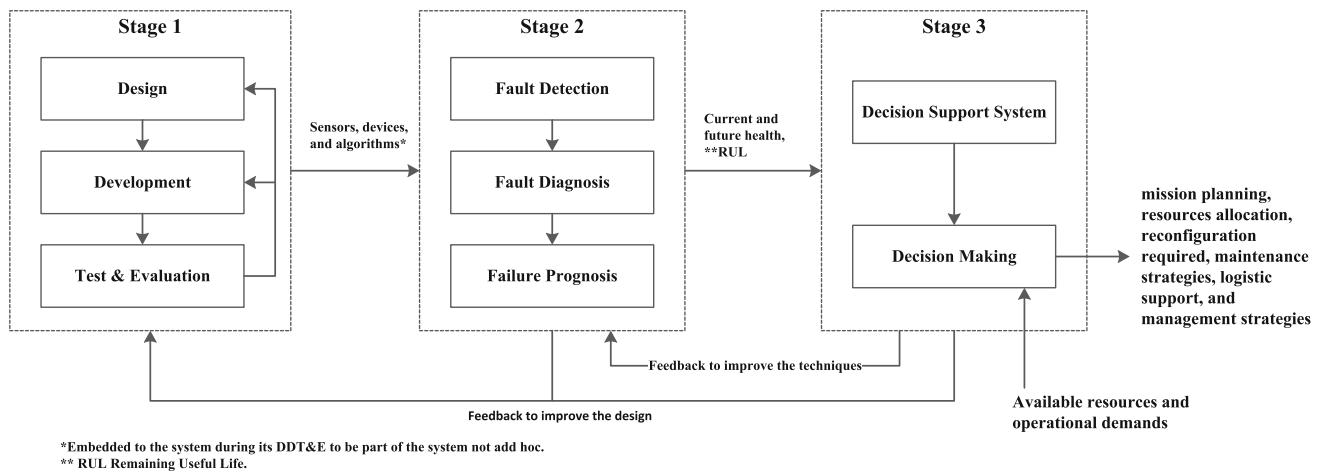 Stage 1
Design
Development
Test & Evaluation
Sensors, devices,
and algorithms*
Stage 2
Fault Detection
Fault Diagnosis
Failure Prognosis
Current and
future health,
**RUL
Stage 3
Decision Support System
Decision Making
mission planning,
resources allocation,
reconfiguration
required, maintenance
strategies, logistic
support, and
management strategies
Feedback to improve the techniques
Available resources and
operational demands
Feedback to improve the design
*Embedded to the system during its DDT&E to be part of the system not add hoc.
** RUL Remaining Useful Life.